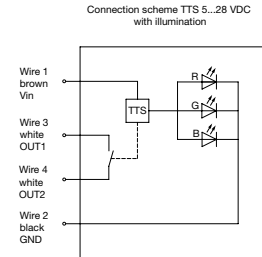 Connection scheme TTS 5...28 VDC
with illumination
Wire 1
brown
Vin
R
TTS
G
Wire 3
white
OUT1
B
Wire 4
white
OUT2
Wire 2
black
GND